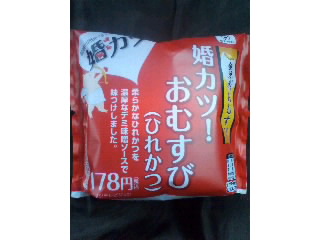 婚カツ
婚カツ!
おむすび
(ひれかつ)
柔らかなひれかつを
濃厚なデミ味噌ソースで
味つけしました。
178円